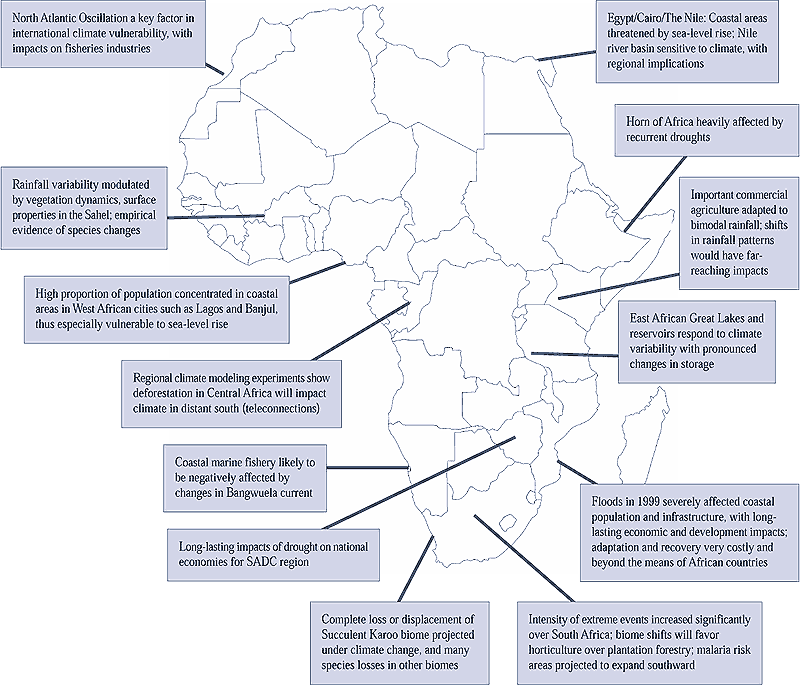 North Atlantic Oscillation a key factor in
international climate vulnerability, with
impacts on fisheries industries
Egypt/Cairo/The Nile: Coastal areas
threatened by sea-level rise; Nile
river basin sensitive to climate, with
regional implications
Horn of Africa heavily affected by
recurrent droughts
Rainfall variability modulated
by vegetation dynamics, surface
properties in the Sahel; empirical
evidence of species changes
Important commercial
agriculture adapted to
bimodal rainfall; shifts
in rainfall patterns
would have far-
reaching impacts
High proportion of population concentrated in coastal
areas in West African cities such as Lagos and Banjul,
thus especially vulnerable to sea-level rise
East African Great Lakes and
reservoirs respond to climate
variability with pronounced
changes in storage
Regional climate modeling experiments show
deforestation in Central Africa will impact
climate in distant south (teleconnections)
Coastal marine fishery likely to
be negatively affected by
changes in Bangwuela current
Floods in 1999 severely affected coastal
population and infrastructure, with long-
lasting economic and development impacts;
adaptation and recovery very costly and
beyond the means of African countries
Long-lasting impacts of drought on national
economies for SADC region
Complete loss or displacement of
Succulent Karoo biome projected
under climate change, and many
species losses in other biomes
Intensity of extreme events increased significantly
over South Africa; biome shifts will favor
horticulture over plantation forestry; malaria risk
areas projected to expand southward